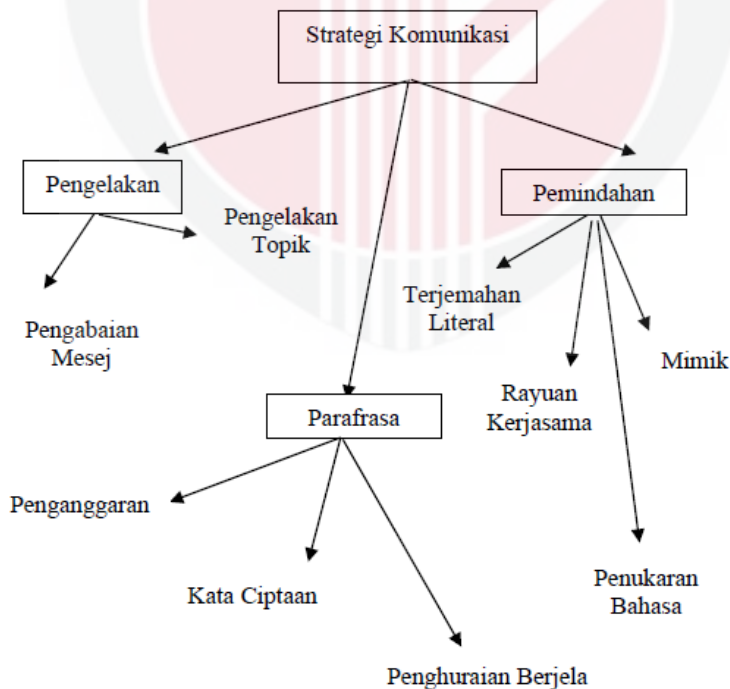 Strategi Komunikasi
Pengelakan
Pemindahan
Pengelakan
Topik
Terjemahan
Literal
Pengabaian
Mesej
Mimik
Rayuan
Kerjasama
Parafrasa
Penganggaran
Kata Ciptaan
Penukaran
Bahasa
Penghuraian Berjela